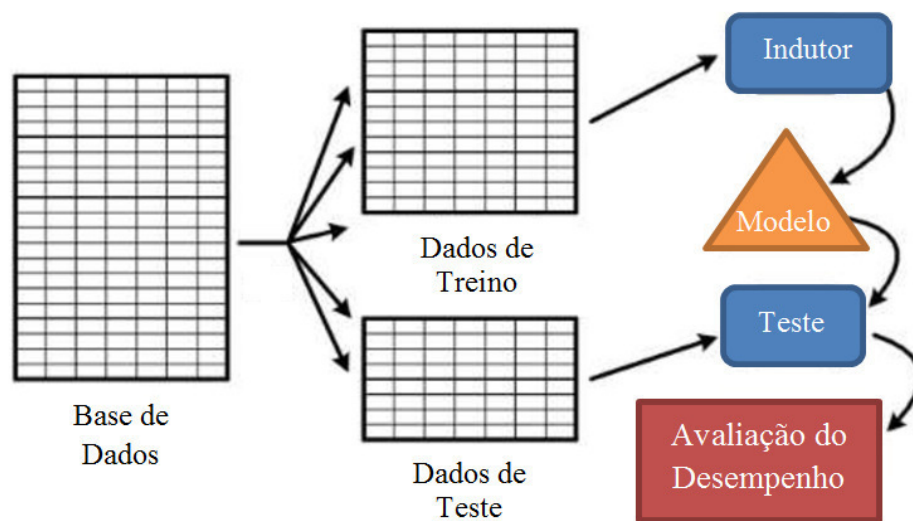 Base de
Dados
Dados de
Treino
Dados de
Teste
Indutor
Modelo
Teste
Avaliação do
Desempenho